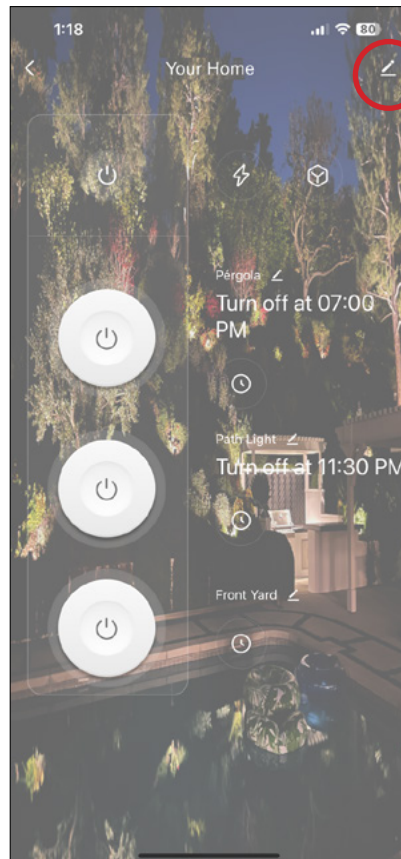 1:18
80
Your Home
Pérgola
Turn off at 07:00
PM
Path Light
Turn off at 11:30 PM
Front Yard